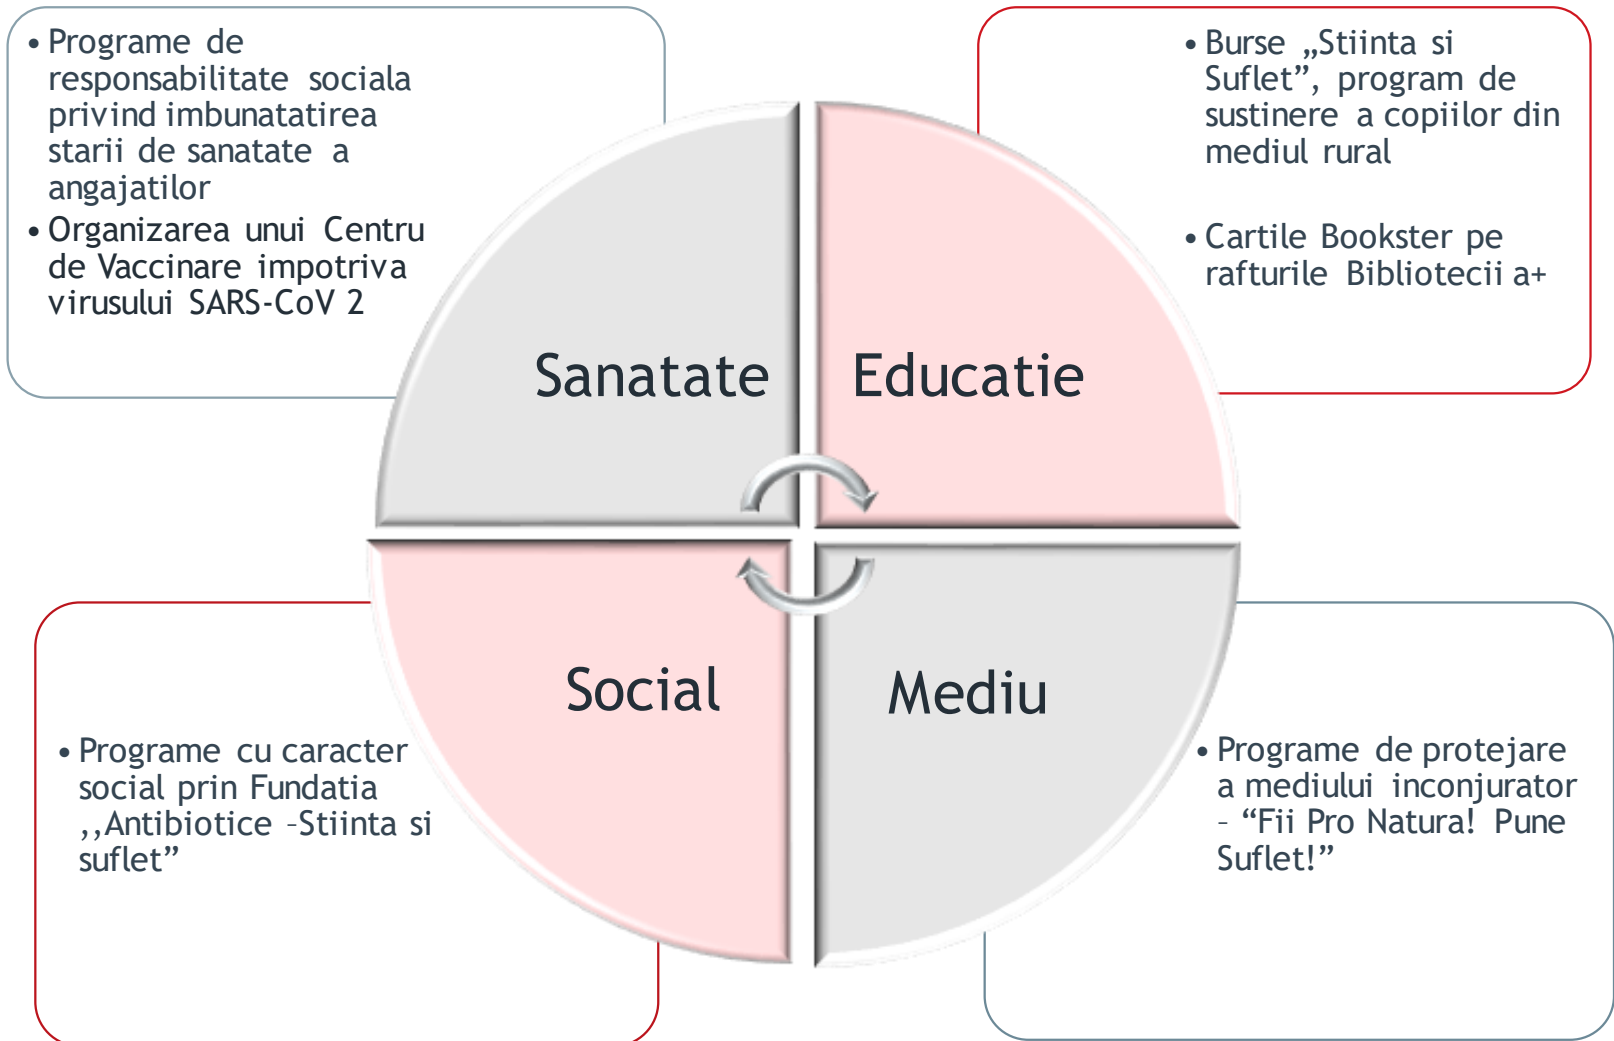 • Programe de
responsabilitate sociala
privind imbunatatirea
starii de sanatate a
angajatilor
• Organizarea unui Centru
de Vaccinare impotriva
virusului SARS-CoV 2
• Burse „Stiinta si
Suflet”, program de
sustinere a copiilor din
mediul rural
• Cartile Bookster pe
rafturile Bibliotecii a+
Sanatate
Educatie
Social
Mediu
• Programe cu caracter
social prin Fundatia
,,Antibiotice –Stiinta si
suflet”
• Programe de protejare
a mediului inconjurator
– “Fii Pro Natura! Pune
Suflet!”